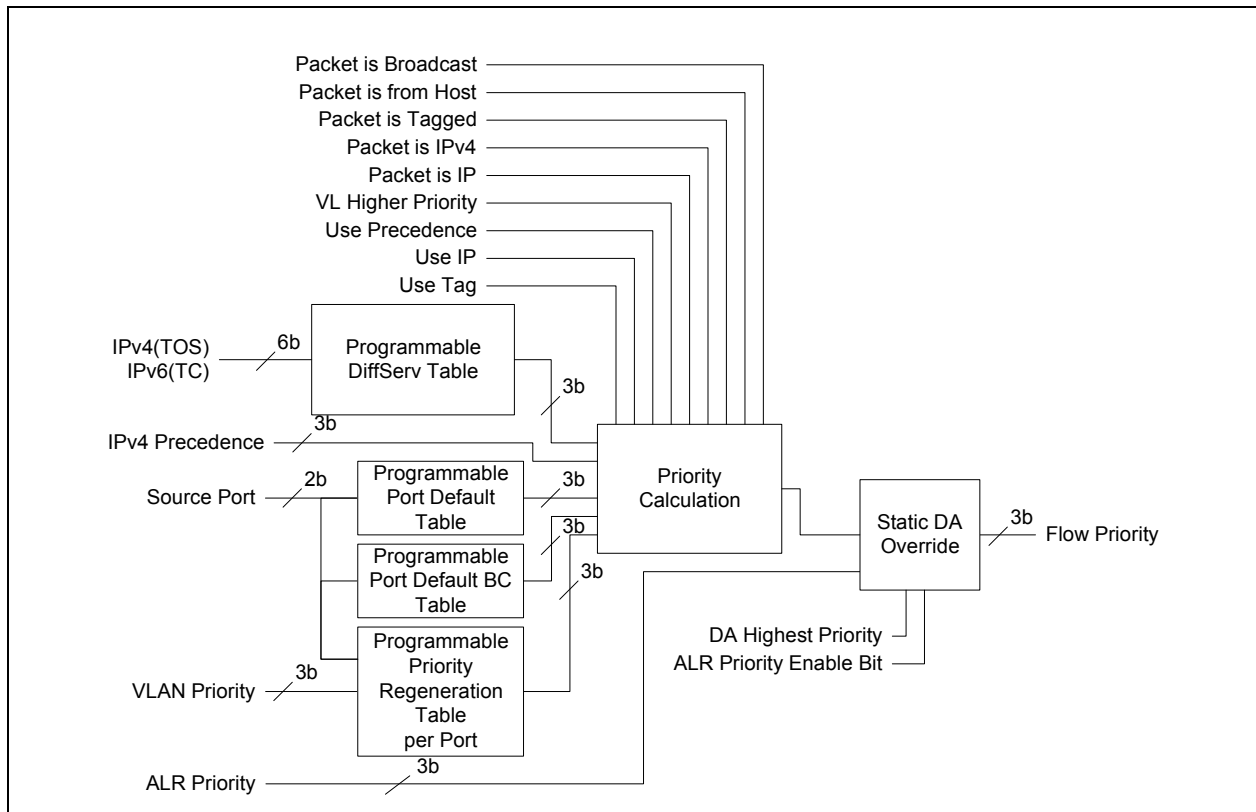 Packet is Broadcast
Packet is from Host
Packet is Tagged
Packet is IPv4
Packet is IP
VL Higher Priority
Use Precedence
Use IP
Use Tag
IPv4(TOS)
IPv6(TC)
6b
Programmable
DiffServ Table
3b
IPv4 Precedence
3b
Source Port
2b
Programmable
Port Default
Table
3b
Programmable
Port Default BC
Table
3b
VLAN Priority
3b
Programmable
Priority
Regeneration
Table
per Port
3b
Priority
Calculation
Static DA
Override
3b
Flow Priority
DA Highest Priority
ALR Priority Enable Bit
ALR Priority
3b